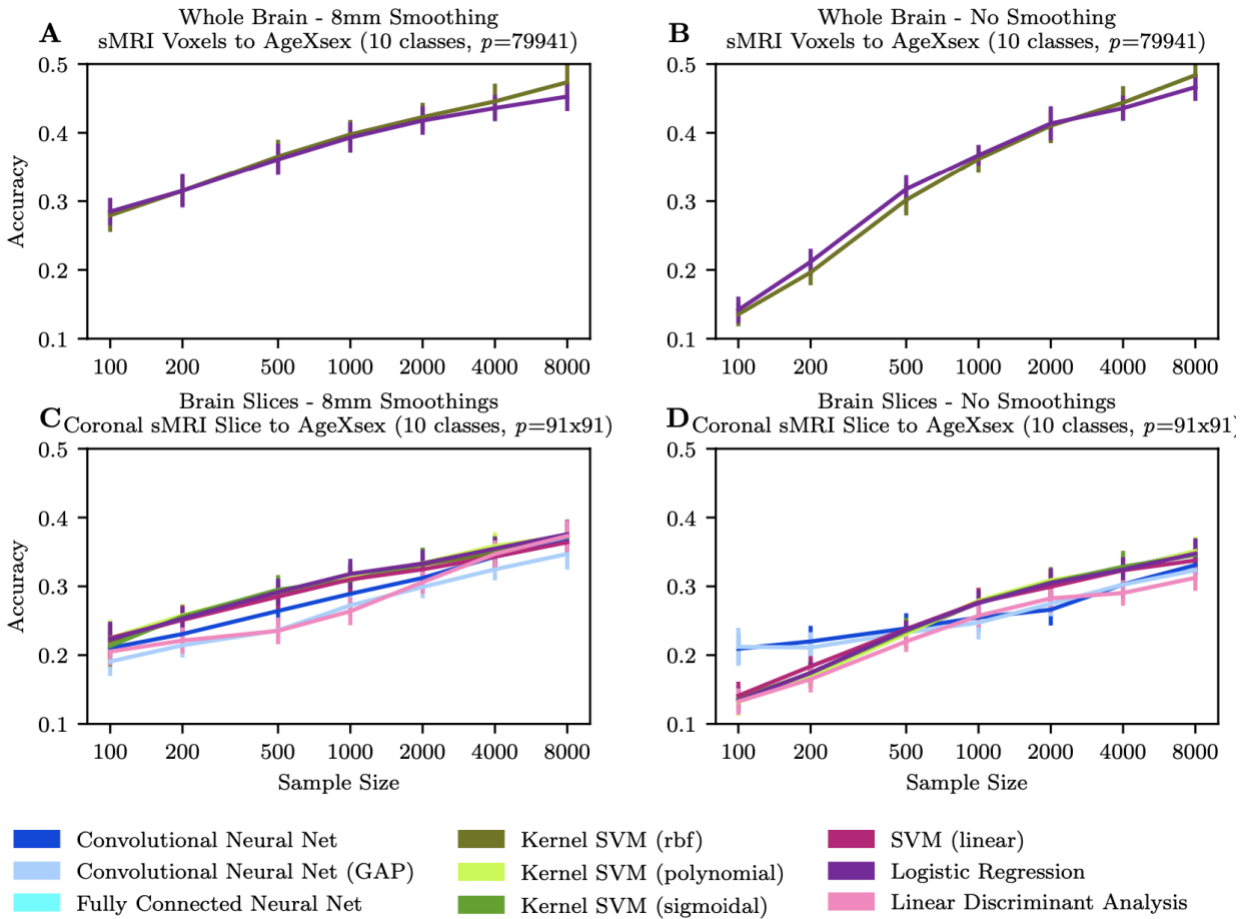 A
Whole Brain - 8mm Smoothing
sMRI Voxels to AgeXsex (10 classes, p=79941)
0.5
0.4
0.3
0.2
0.1
Accuracy
100 200 500 1000 2000 4000 8000
B
Whole Brain - No Smoothing
sMRI Voxels to AgeXsex (10 classes, p=79941)
0.5
0.4
0.3
0.2
0.1
100 200 500 1000 2000 4000 8000
C
Brain Slices - 8mm Smoothings
Coronal sMRI Slice to AgeXsex (10 classes, p=91x91)
0.5
0.4
0.3
0.2
0.1
Accuracy
100 200 500 1000 2000 4000 8000
Sample Size
D
Brain Slices - No Smoothings
Coronal sMRI Slice to AgeXsex (10 classes, p=91x91)
0.5
0.4
0.3
0.2
0.1
100 200 500 1000 2000 4000 8000
Sample Size
Convolutional Neural Net
Convolutional Neural Net (GAP)
Fully Connected Neural Net
Kernel SVM (rbf)
Kernel SVM (polynomial)
Kernel SVM (sigmoidal)
SVM (linear)
Logistic Regression
Linear Discriminant Analysis